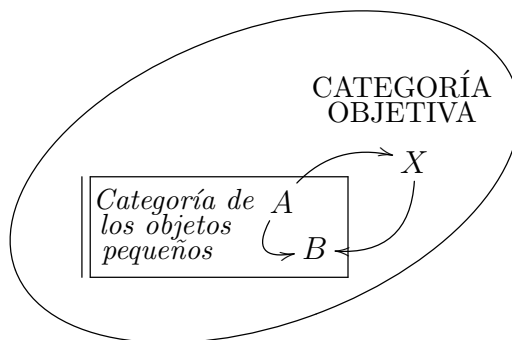 CATEGORÍA
OBJETIVA
X
Categoría de A
los objetos
pequeños B